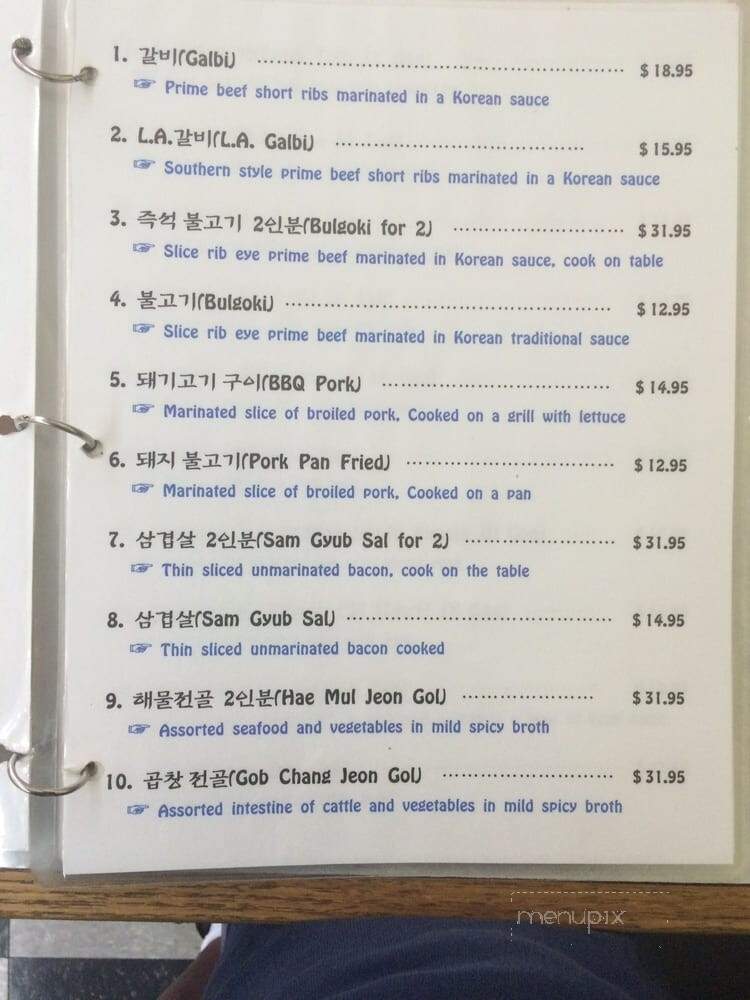 1. 갈비(Galbi) ........ $ 18.95
☞ Prime beef short ribs marinated in a Korean sauce
2. L.A.갈비(L.A. Galbi) ........ $ 15.95
☞ Southern style prime beef short ribs marinated in a Korean sauce
3. 즉석 불고기 2인분(Bulgoki for 2) ........ $ 31.95
☞ Slice rib eye prime beef marinated in Korean sauce, cook on table
4. 불고기(Bulgoki) ........ $ 12.95
☞ Slice rib eye prime beef marinated in Korean traditional sauce
5. 돼기고기 구이(BBQ Pork) ........ $ 14.95
☞ Marinated slice of broiled pork, Cooked on a grill with lettuce
6. 돼지 불고기(Pork Pan Fried) ........ $ 12.95
☞ Marinated slice of broiled pork, Cooked on a pan
7. 삼겹살 2인분(Sam Gyub Sal for 2) ........ $ 31.95
☞ Thin sliced unmarinated bacon, cook on the table
8. 삼겹살(Sam Gyub Sal) ........ $ 14.95
☞ Thin sliced unmarinated bacon cooked
9. 해물전골 2인분(Hae Mul Jeon Gol) ........ $ 31.95
☞ Assorted seafood and vegetables in mild spicy broth
10. 곱창 전골(Gob Chang Jeon Gol) ........ $ 31.95
☞ Assorted intestine of cattle and vegetables in mild spicy broth
menupix